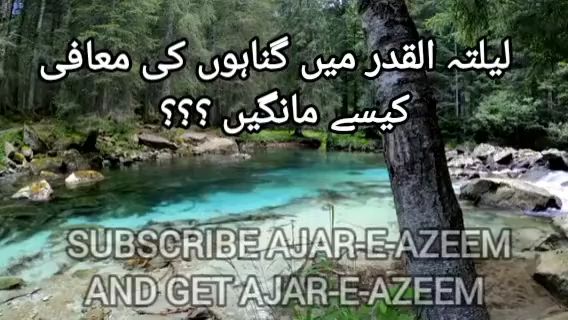 لیلتہ القدر میں گناہوں کی معافی
کیسے مانگیں ؟؟؟
SUBSCRIBE AJAR-E-AZEEM
AND GET AJAR-E-AZEEM